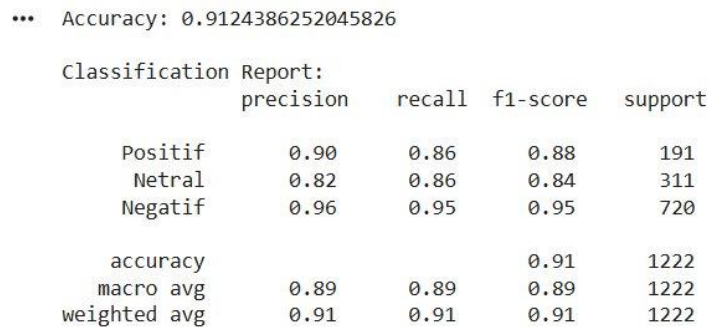 ••• Accuracy: 0.9124386252045826
Classification Report:
precision recall f1-score support
Positif 0.90 0.86 0.88 191
Netral 0.82 0.86 0.84 311
Negatif 0.96 0.95 0.95 720
accuracy 0.91 1222
macro avg 0.89 0.89 0.89 1222
weighted avg 0.91 0.91 0.91 1222